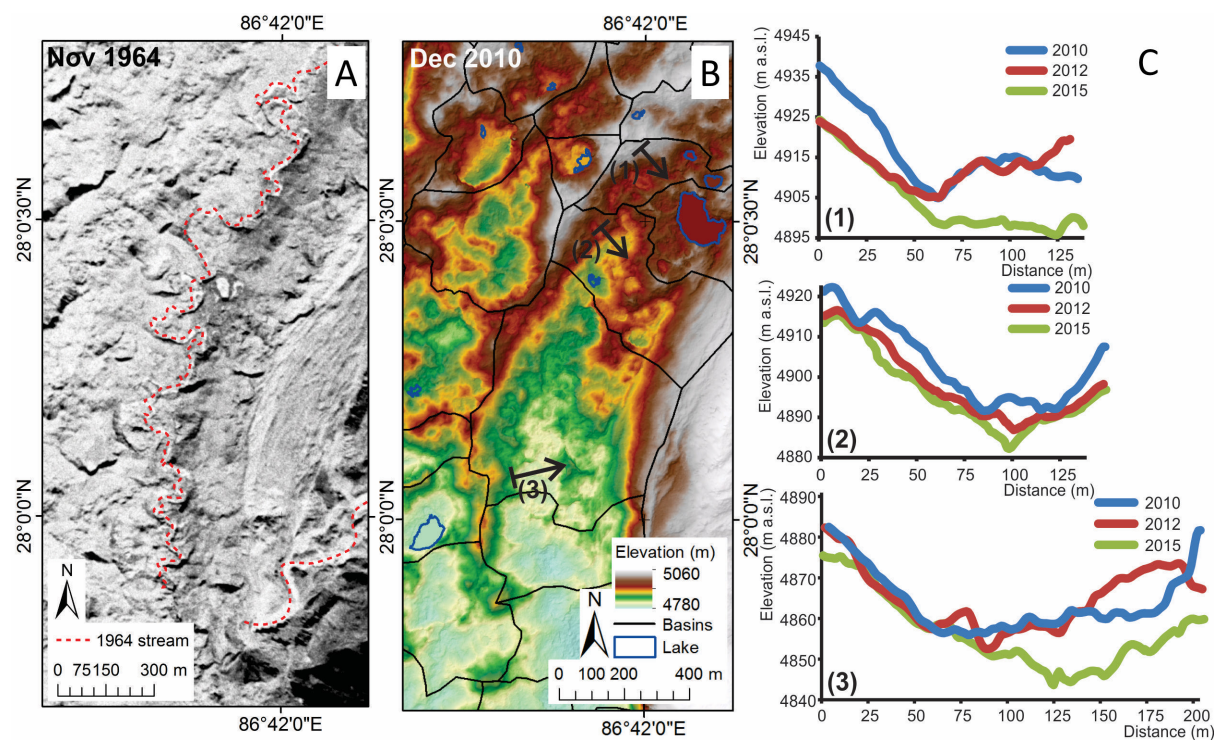 86°42'0"E
86°42'0"E
Nov 1964
A
Dec 2010
B
28°0'30"N
28°0'30"N
28°0'0"N
28°0'0"N
(1)
(2)
(3)
N
1964 stream
0 75 150 300 m
Elevation (m)
5060
4780
Basins
Lake
N
0 100 200 400 m
86°42'0"E
86°42'0"E
C
Elevation (m a.s.l.)
4945
4935
4925
4915
4905
4895
2010
2012
2015
(1)
0 25 50 75 100 125
Distance (m)
Elevation (m a.s.l.)
4920
4910
4900
4890
4880
2010
2012
2015
(2)
0 25 50 75 100 125
Distance (m)
Elevation (m a.s.l.)
4890
4880
4870
4860
4850
4840
2010
2012
2015
(3)
0 25 50 75 100 125 150 175 200
Distance (m)